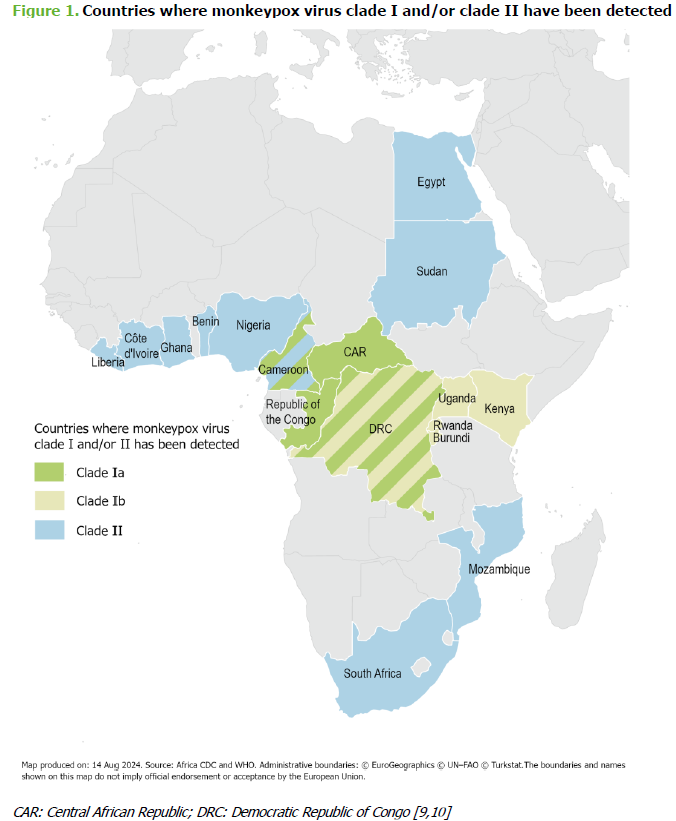 Figure 1. Countries where monkeypox virus clade I and/or clade II have been detected
Egypt
Sudan
Benin
Nigeria
Côte
d'Ivoire
Ghana
Liberia
CAR
Cameroon
Republic of
the Congo
DRC
Uganda
Kenya
Rwanda
Burundi
Countries where monkeypox virus
clade I and/or II has been detected
Clade Ia
Clade Ib
Clade II
Mozambique
South Africa
Map produced on: 14 Aug 2024. Source: Africa CDC and WHO. Administrative boundaries: © EuroGeographics © UN–FAO © Turkstat.The boundaries and names
shown on this map do not imply official endorsement or acceptance by the European Union.
CAR: Central African Republic; DRC: Democratic Republic of Congo [9,10]